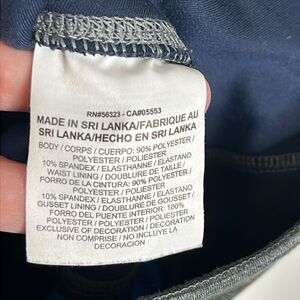 RN#56323 - CA#05553
MADE IN SRI LANKA/FABRIQUE AU
SRI LANKA/HECHO EN SRI LANKA
BODY / CORPS / CUERPO: 90% POLYESTER /
POLYESTER / POLIESTER
10% SPANDEX / ELASTHANNE / ELASTANO
WAIST LINING / DOUBLURE DE TAILLE /
FORRO DE LA CINTURA: 90% POLYESTER /
POLYESTER / POLIESTER
10% SPANDEX / ELASTHANNE / ELASTANO
GUSSET LINING / DOUBLURE DE GOUSSET /
FORRO DEL FUENTE INTERIOR: 100%
POLYESTER / POLYESTER / POLIESTER
EXCLUSIVE OF DECORATION / DECORATION
NON COMPRISE / NO INCLUYE LA
DECORACION